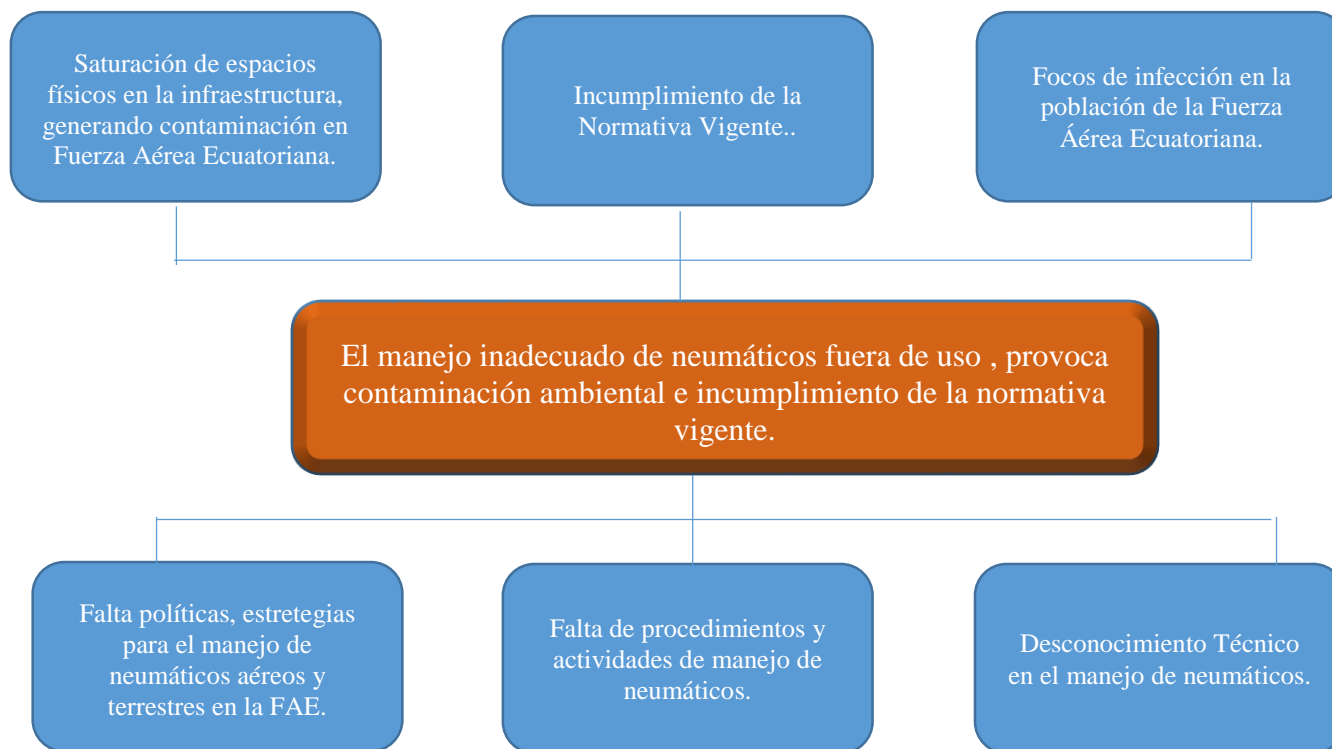 Saturación de espacios
físicos en la infraestructura,
generando contaminación en
Fuerza Aérea Ecuatoriana.
Incumplimiento de la
Normativa Vigente..
Focos de infección en la
población de la Fuerza
Áérea Ecuatoriana.
El manejo inadecuado de neumáticos fuera de uso , provoca
contaminación ambiental e incumplimiento de la normativa
vigente.
Falta políticas, estretegias
para el manejo de
neumáticos aéreos y
terrestres en la FAE.
Falta de procedimientos y
actividades de manejo de
neumáticos.
Desconocimiento Técnico
en el manejo de neumáticos.